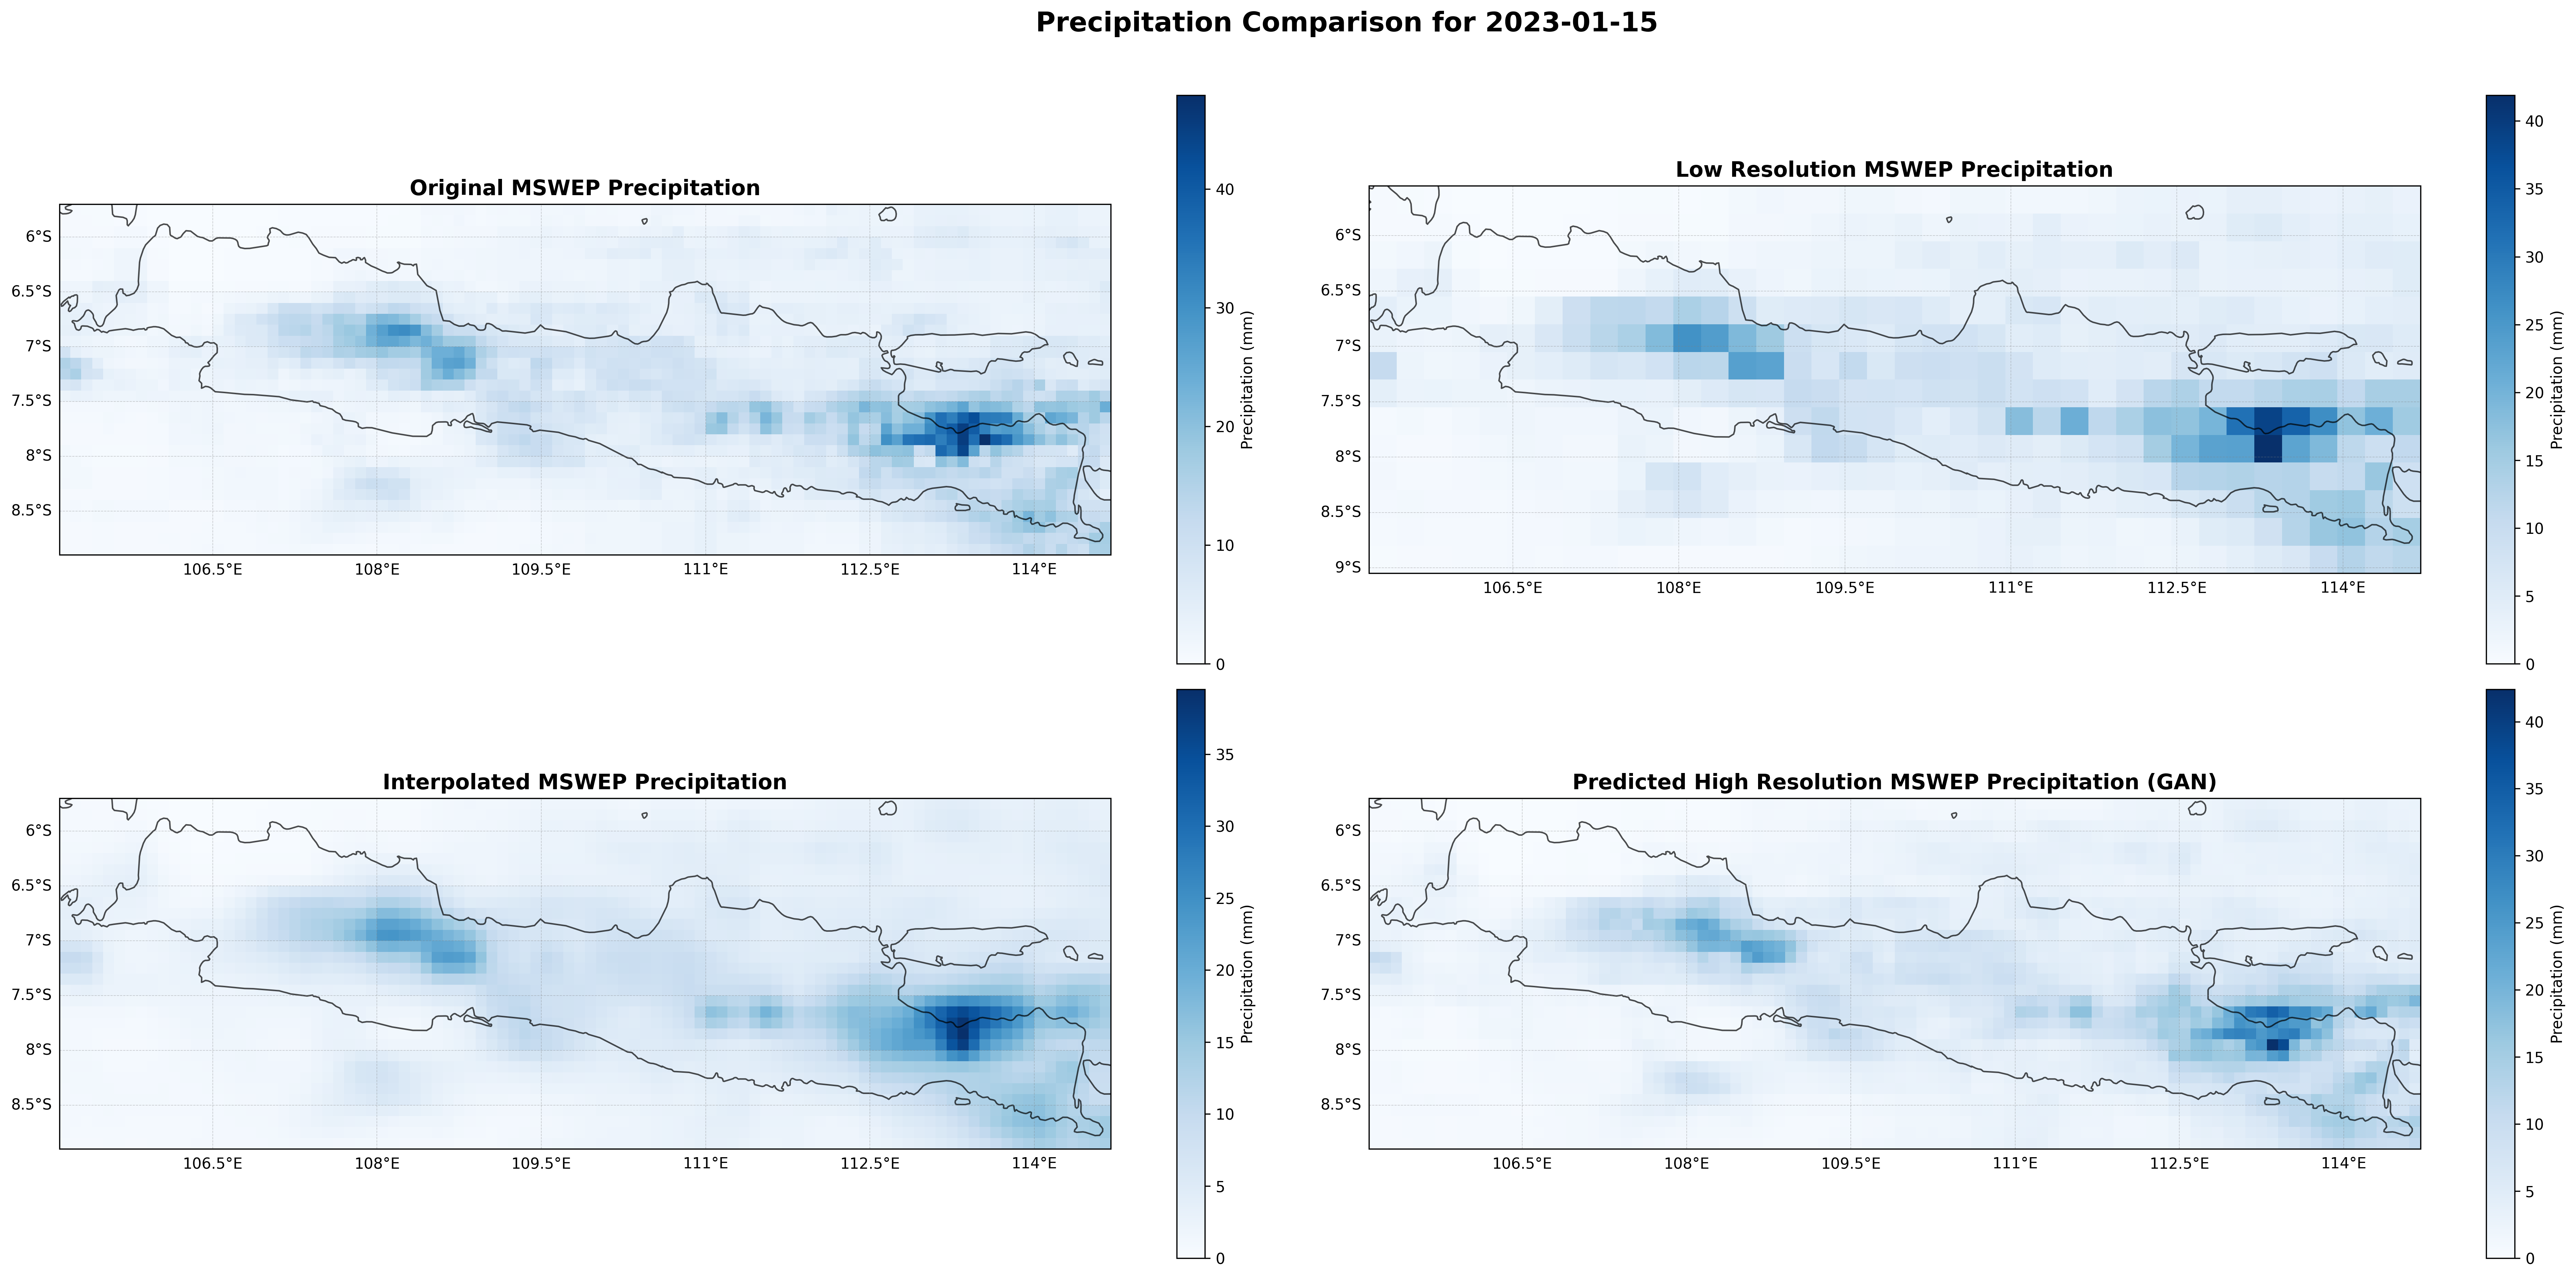 Precipitation Comparison for 2023-01-15
Original MSWEP Precipitation
6°S
6.5°S
7°S
7.5°S
8°S
8.5°S
106.5°E
108°E
109.5°E
111°E
112.5°E
114°E
40
30
20
10
0
Precipitation (mm)
Low Resolution MSWEP Precipitation
6°S
6.5°S
7°S
7.5°S
8°S
8.5°S
9°S
106.5°E
108°E
109.5°E
111°E
112.5°E
114°E
40
35
30
25
20
15
10
5
0
Precipitation (mm)
Interpolated MSWEP Precipitation
6°S
6.5°S
7°S
7.5°S
8°S
8.5°S
106.5°E
108°E
109.5°E
111°E
112.5°E
114°E
35
30
25
20
15
10
5
0
Precipitation (mm)
Predicted High Resolution MSWEP Precipitation (GAN)
6°S
6.5°S
7°S
7.5°S
8°S
8.5°S
106.5°E
108°E
109.5°E
111°E
112.5°E
114°E
40
35
30
25
20
15
10
5
0
Precipitation (mm)